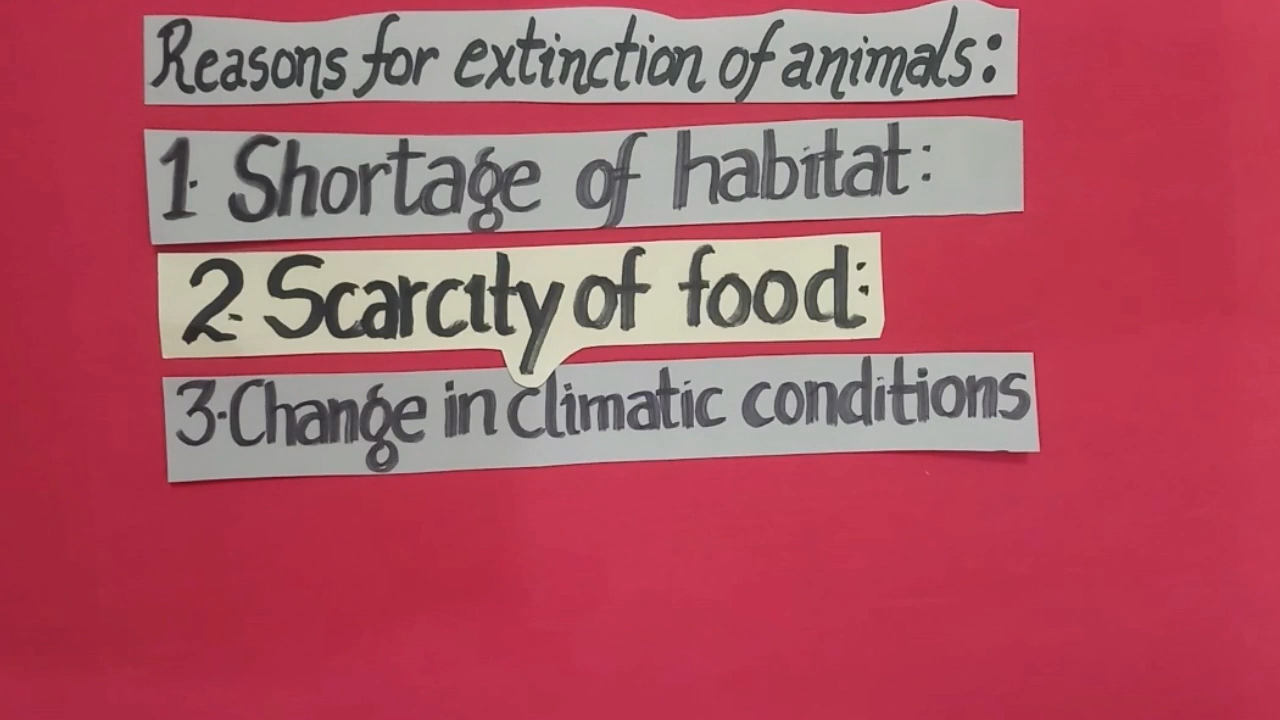 Reasons for extinction of animals:
1. Shortage of habitat:
2. Scarcity of food:
3.Change in climatic conditions